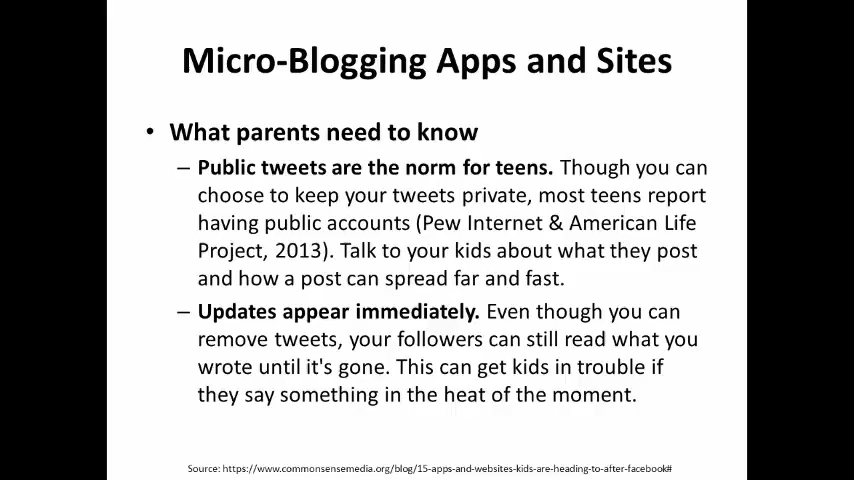 Micro-Blogging Apps and Sites
• What parents need to know
– Public tweets are the norm for teens. Though you can
choose to keep your tweets private, most teens report
having public accounts (Pew Internet & American Life
Project, 2013). Talk to your kids about what they post
and how a post can spread far and fast.
– Updates appear immediately. Even though you can
remove tweets, your followers can still read what you
wrote until it's gone. This can get kids in trouble if
they say something in the heat of the moment.
Source: https://www.commonsensemedia.org/blog/15-apps-and-websites-kids-are-heading-to-after-facebook#